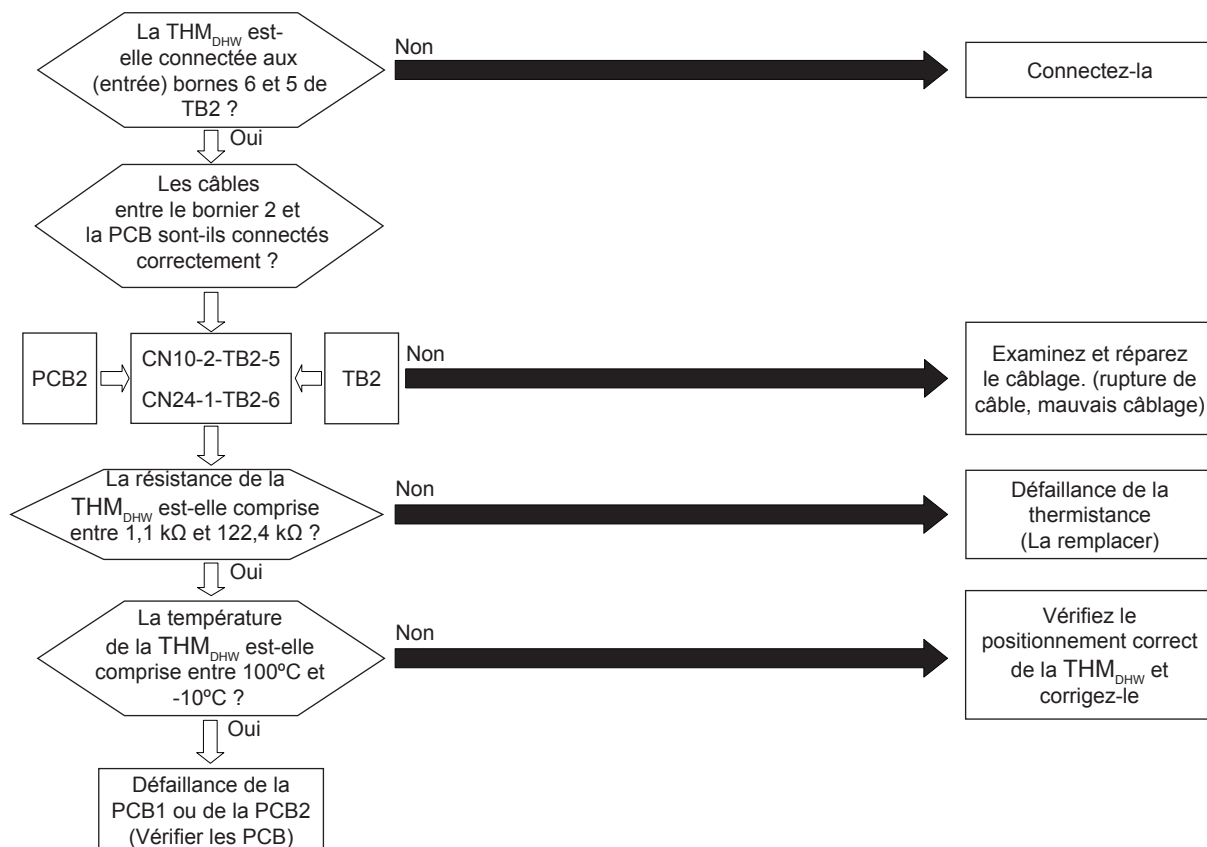 La THM_DHW est-
elle connectée aux
(entrée) bornes 6 et 5 de
TB2 ?
Non
Connectez-la
Oui
Les câbles
entre le bornier 2 et
la PCB sont-ils connectés
correctement ?
PCB2
CN10-2-TB2-5
CN24-1-TB2-6
TB2
Non
Examinez et réparez
le câblage. (rupture de
câble, mauvais câblage)
La résistance de la
THM_DHW est-elle comprise
entre 1,1 kΩ et 122,4 kΩ ?
Non
Défaillance de la
thermistance
(La remplacer)
Oui
La température
de la THM_DHW est-elle
comprise entre 100ºC et
-10ºC ?
Non
Vérifiez le
positionnement correct
de la THM_DHW et
corrigez-le
Oui
Défaillance de la
PCB1 ou de la PCB2
(Vérifier les PCB)